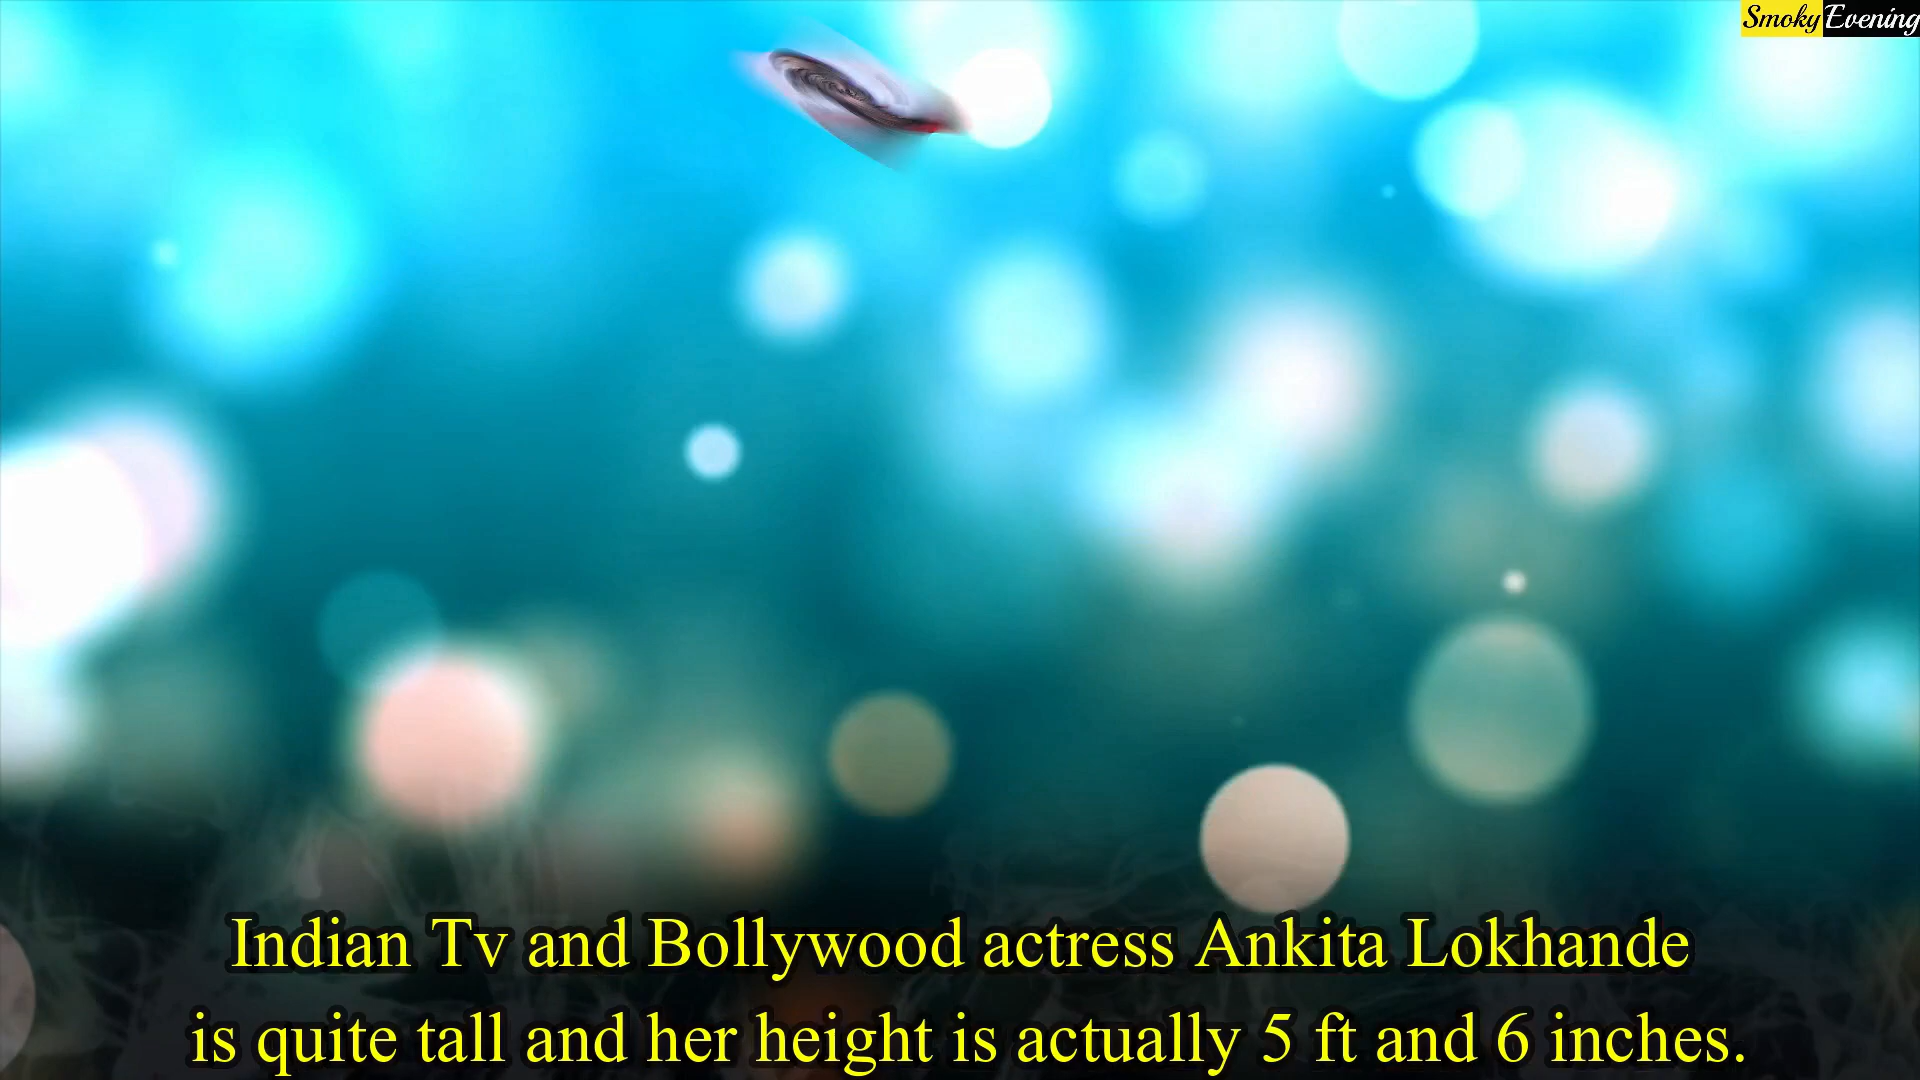 Smoky Evening
Indian Tv and Bollywood actress Ankita Lokhande
is quite tall and her height is actually 5 ft and 6 inches.